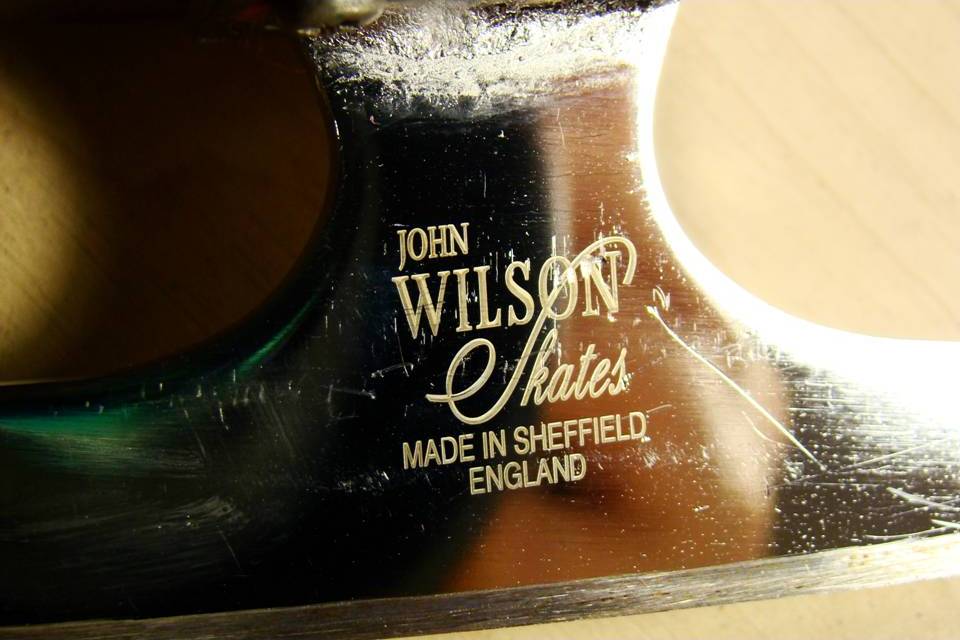 JOHN
WILSON
Skates
MADE IN SHEFFIELD
ENGLAND